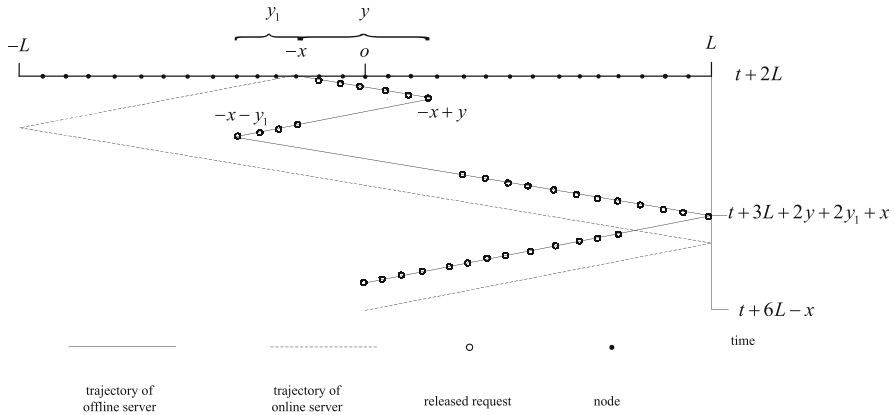 y₁ y
−L −x o L
t+2L
−x−y₁ −x+y
t+3L+2y+2y₁+x
t+6L−x
time
trajectory of offline server
trajectory of online server
released request
node